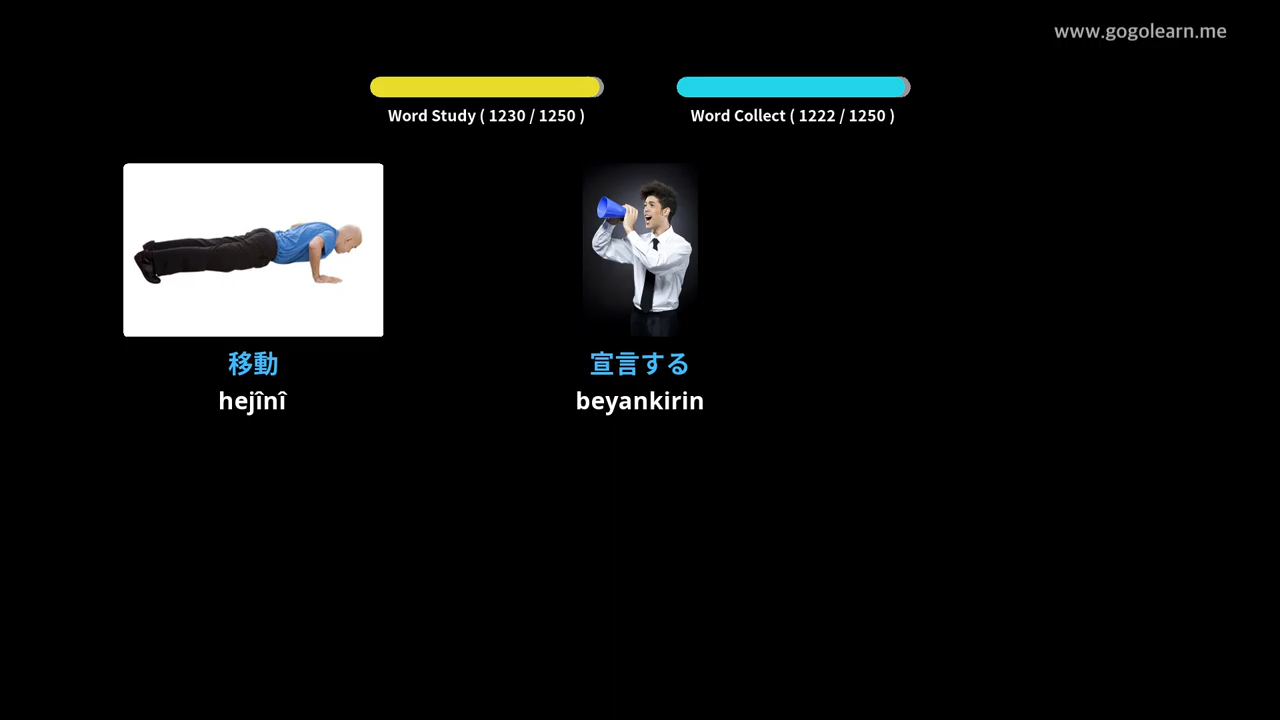 www.gogolearn.me
Word Study ( 1230 / 1250 )
Word Collect ( 1222 / 1250 )
移動
hejînî
宣言する
beyankirin